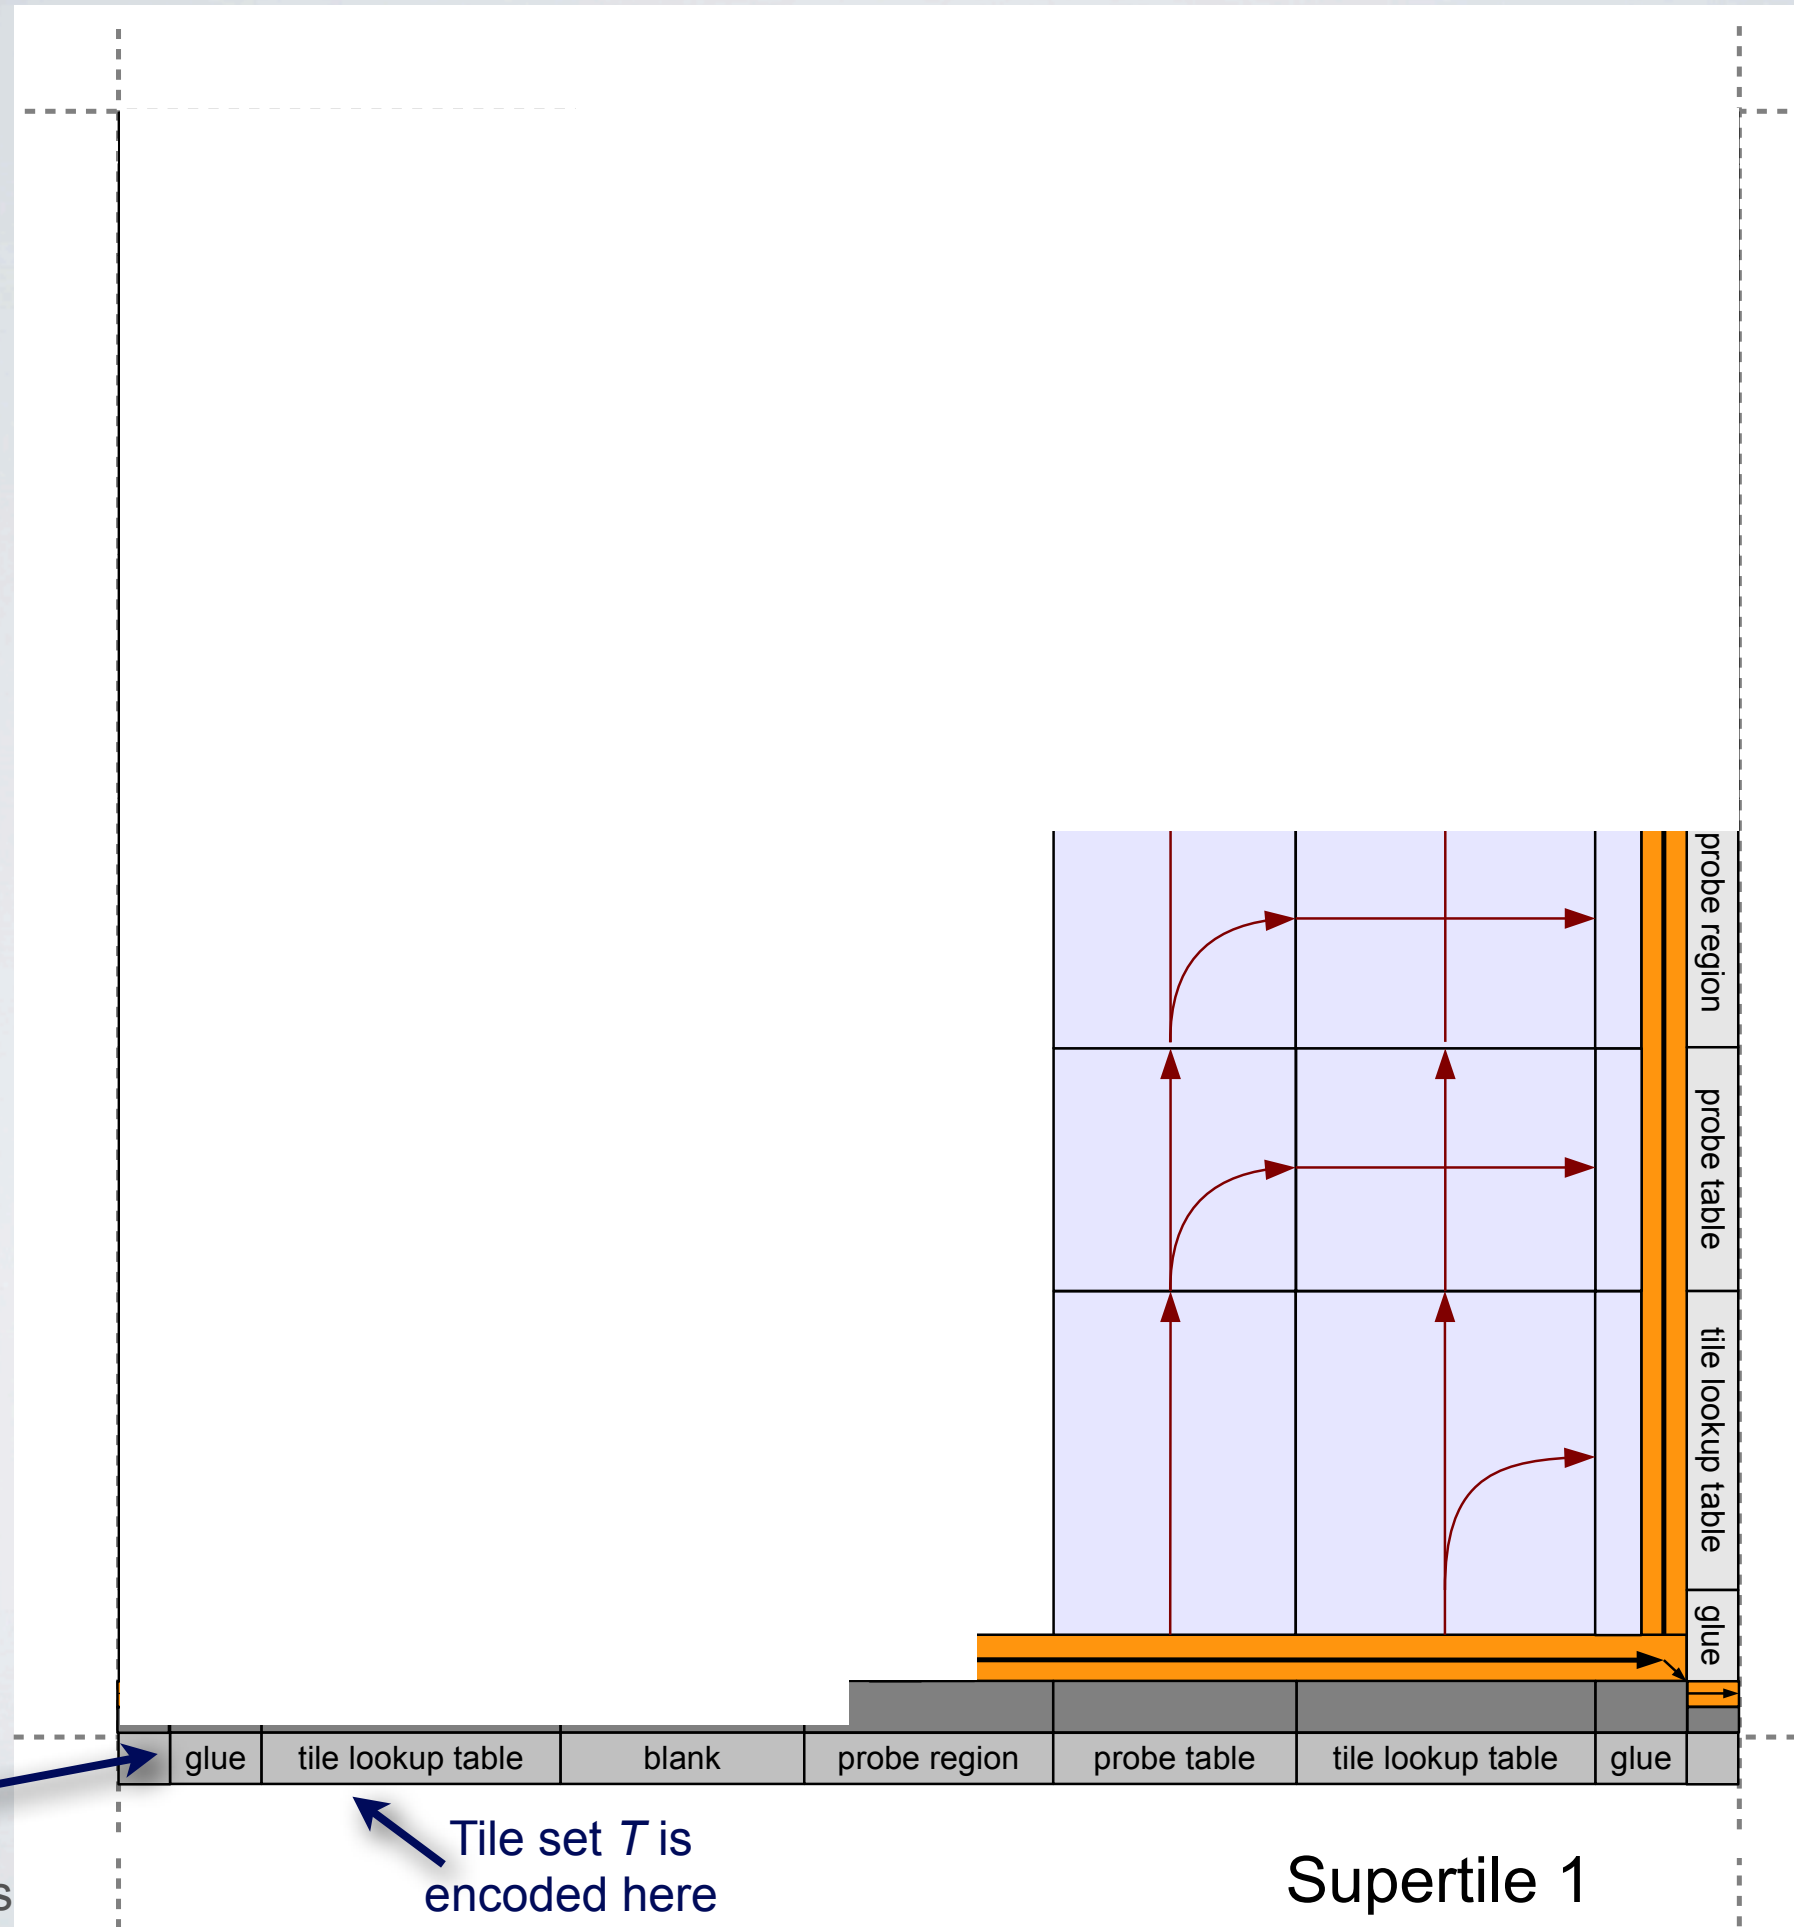 probe region
probe table
tile lookup table
glue
glue
tile lookup table
blank
probe region
probe table
tile lookup table
glue
Tile set T is
encoded here
Supertile 1
s